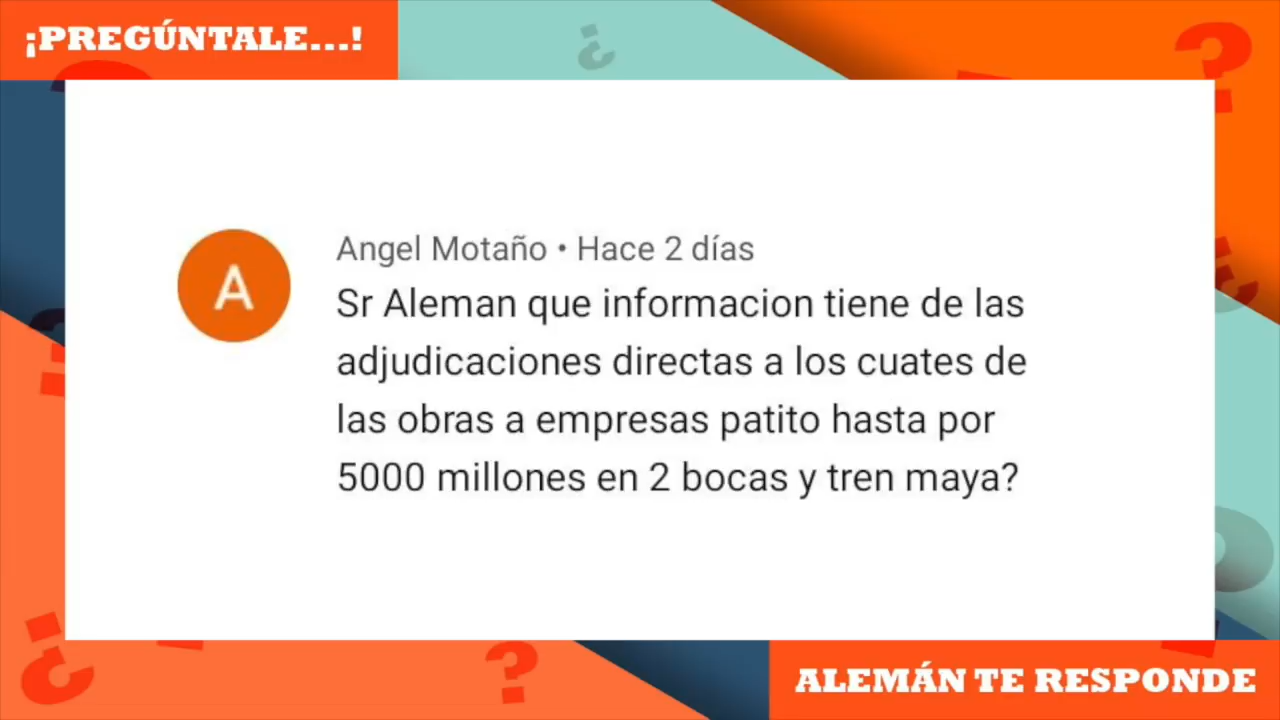 ¡PREGÚNTALE...!
Angel Motaño • Hace 2 días
Sr Aleman que informacion tiene de las
adjudicaciones directas a los cuates de
las obras a empresas patito hasta por
5000 millones en 2 bocas y tren maya?
A
ALEMÁN TE RESPONDE